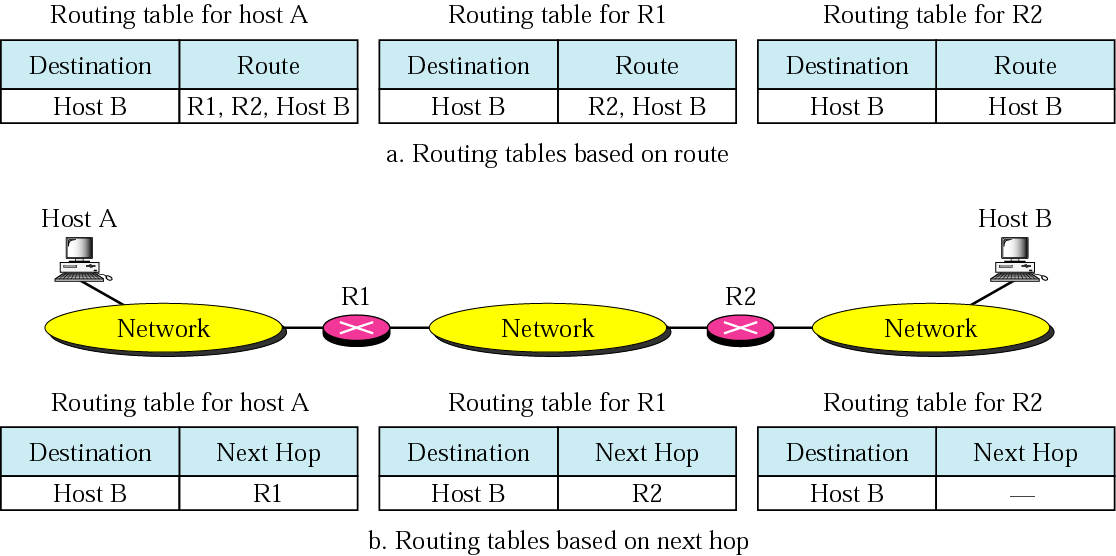 Routing table for host A Routing table for R1 Routing table for R2
Destination Route Destination Route Destination Route
Host B R1, R2, Host B Host B R2, Host B Host B Host B
a. Routing tables based on route
Host A Host B
R1 R2
Network Network Network
Routing table for host A Routing table for R1 Routing table for R2
Destination Next Hop Destination Next Hop Destination Next Hop
Host B R1 Host B R2 Host B —
b. Routing tables based on next hop